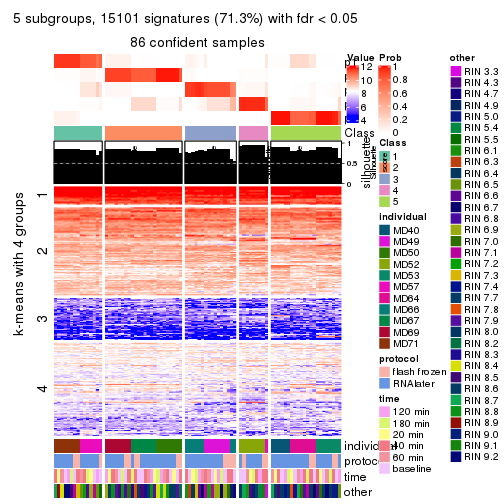 5 subgroups, 15101 signatures (71.3%) with fdr < 0.05
86 confident samples
Value
12
10
8
6
4
Prob
1
0.8
0.6
0.4
0.2
0
Class
Class
1
2
3
4
5
1
0.5
0
silhouette
k-means with 4 groups
1
2
3
4
individual
MD40
MD49
MD50
MD52
MD53
MD57
MD64
MD66
MD67
MD69
MD71
protocol
flash frozen
RNAlater
time
120 min
180 min
20 min
40 min
60 min
baseline
time
other
other
RIN 3.3
RIN 4.3
RIN 4.7
RIN 4.9
RIN 5.0
RIN 5.4
RIN 5.5
RIN 6.1
RIN 6.3
RIN 6.4
RIN 6.5
RIN 6.6
RIN 6.7
RIN 6.8
RIN 6.9
RIN 7.0
RIN 7.1
RIN 7.2
RIN 7.3
RIN 7.4
RIN 7.7
RIN 7.8
RIN 7.9
RIN 8.0
RIN 8.2
RIN 8.3
RIN 8.4
RIN 8.5
RIN 8.6
RIN 8.7
RIN 8.8
RIN 8.9
RIN 9.0
RIN 9.1
RIN 9.2